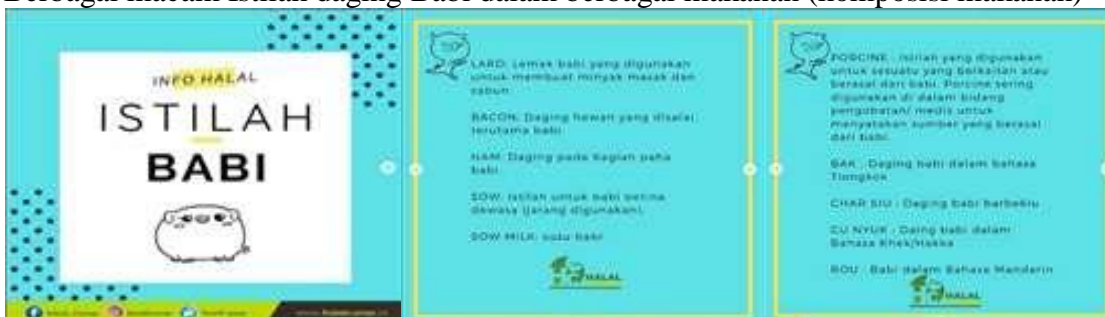 Berbagai macam istilah daging Babi dalam berbagai makanan (komposisi makanan)
INFO HALAL
ISTILAH
BABI
LARD: Lemak babi yang digunakan
untuk membuat minyak masak dan
sabun
BACON: Daging hewan yang disalai,
terutama babi
HAM: Daging pada bagian paha
babi
SOW: Istilah untuk babi betina
dewasa (jarang digunakan).
SOW MILK: susu babi
HALAL
PORCINE : Istilah yang digunakan
untuk sesuatu yang berkaitan atau
berasal dari babi. Porcine sering
digunakan di dalam bidang
pengobatan/ medis untuk
menyatakan sumber yang berasal
dari babi.
BAK : Daging babi dalam bahasa
Tiongkok
CHAR SIU : Daging babi barbekiu
CU NYUK : Daing babi dalam
Bahasa Khek/Hakka
ROU : Babi dalam Bahasa Mandarin
HALAL